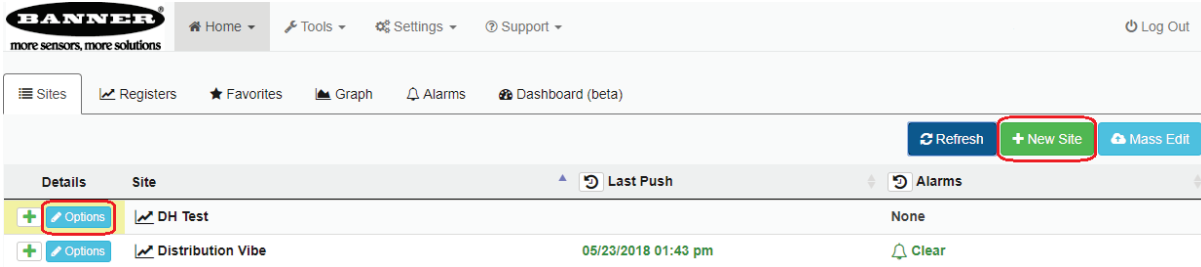 BANNER
more sensors, more solutions
Home Tools Settings Support Log Out
Sites Registers Favorites Graph Alarms Dashboard (beta)
Refresh + New Site Mass Edit
Details Site Last Push Alarms
+ Options DH Test None
+ Options Distribution Vibe 05/23/2018 01:43 pm Clear